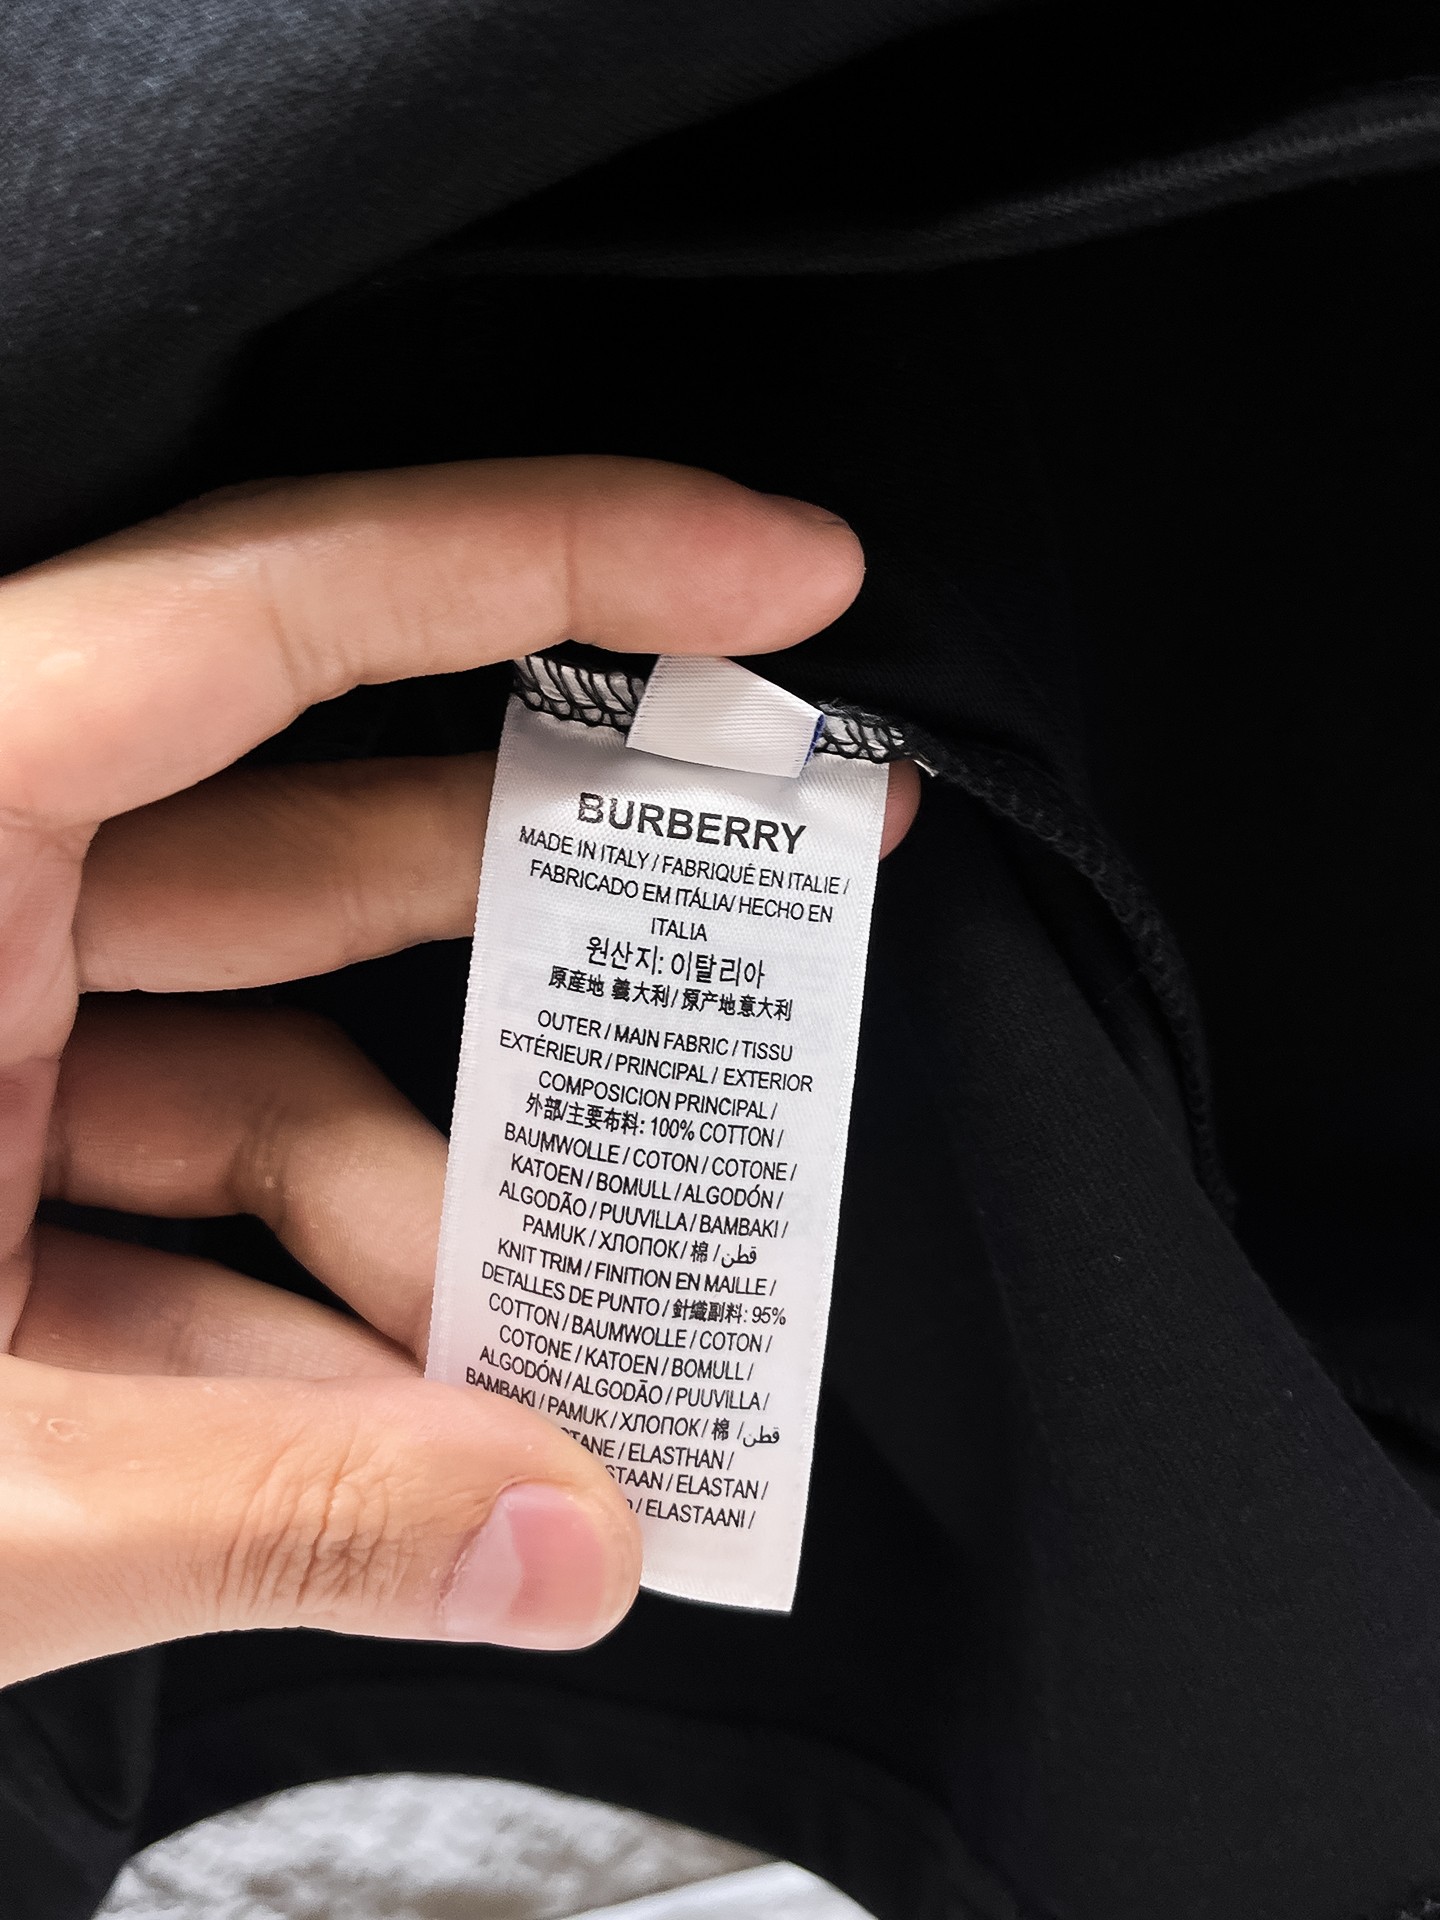 BURBERRY
MADE IN ITALY / FABRIQUÉ EN ITALIE /
FABRICADO EM ITÁLIA/ HECHO EN
ITALIA
원산지: 이탈리아
原産地 義大利 / 原产地意大利
OUTER / MAIN FABRIC / TISSU
EXTÉRIEUR / PRINCIPAL / EXTERIOR
COMPOSICION PRINCIPAL /
外部/主要布料: 100% COTTON /
BAUMWOLLE / COTON / COTONE /
KATOEN / BOMULL / ALGODÓN /
ALGODÃO / PUUVILLA / BAMBAKI /
PAMUK / ХЛОПОК / 棉 / قطن
KNIT TRIM / FINITION EN MAILLE /
DETALLES DE PUNTO / 針織副料: 95%
COTTON / BAUMWOLLE / COTON /
COTONE / KATOEN / BOMULL /
ALGODÓN / ALGODÃO / PUUVILLA /
BAMBAKI / PAMUK / ХЛОПОК / 棉 / قطن
/ ELASTHAN /
/ ELASTAN /
/ ELASTAANI /